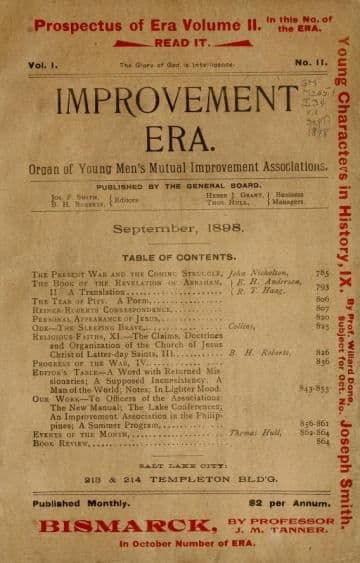 Prospectus of Era Volume II.
In this No. of
the ERA.
READ IT.
Vol. I.
The Glory of God is Intelligence.
No. 11.
IMPROVEMENT
ERA.
Organ of Young Men's Mutual Improvement Associations.
PUBLISHED BY THE GENERAL BOARD.
Jos. F. Smith, } Editors
B. H. Roberts,
Heber J. Grant, } Business
Thos. Hull, Managers.
September, 1898.
TABLE OF CONTENTS.
The Present War and the Coming Struggle, John Nicholson, 785
The Book of the Revelation of Abraham, { E. H. Anderson, 793
II A Translation { R. T. Haag,
The Tear of Pity. A Poem, 806
Reiner-Roberts Correspondence, 807
Personal Appearance of Jesus, 820
Ode—The Sleeping Brave, Collins, 825
Religious Faiths, XI.—The Claims, Doctrines
and Organization of the Church of Jesus
Christ of Latter-day Saints, III B. H. Roberts, 826
Progress of the War, IV. 836
Editor's Table—A Word with Returned Mis-
sionaries; A Supposed Inconsistency; A
Man of the World; Notes; In Lighter Mood 843-855
Our Work—To Officers of the Associations;
The New Manual; The Lake Conferences;
An Improvement Association in the Philip-
pines; A Summer Program, 856-861
Events of the Month, Thomas Hull, 862-864
Book Review, 864
SALT LAKE CITY:
213 & 214 TEMPLETON BLD'G.
Published Monthly.
$2 per Annum.
BISMARCK,
BY PROFESSOR
J. M. TANNER.
In October Number of ERA.
Young Characters in History, IX.
By Prof. Willard Done.
Subject for Oct. No. Joseph Smith.